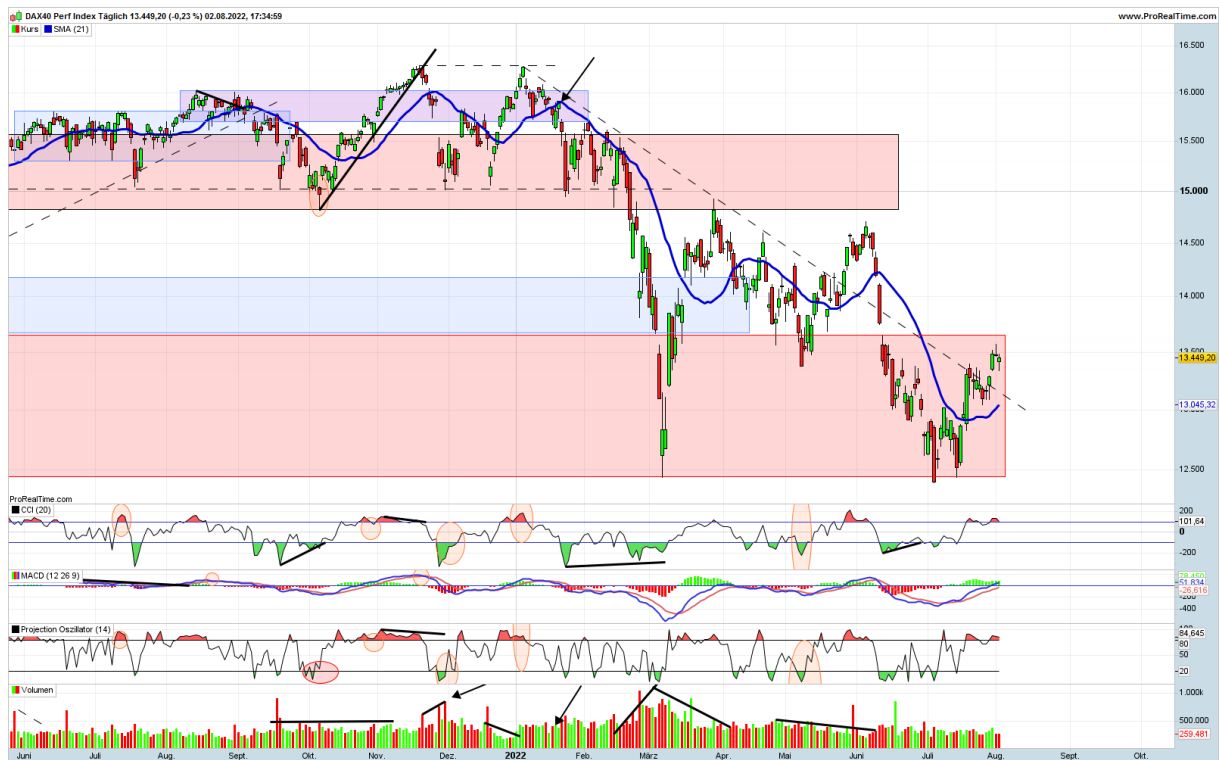 DAX40 Perf Index Täglich 13.449,20 (-0,23 %) 02.08.2022, 17:34:59
www.ProRealTime.com
Kurs SMA (21)
16.500
16.000
15.500
15.000
14.500
14.000
13.449,20
13.045,32
12.500
ProRealTime.com
CCI (20)
200
101,64
0
-200
MACD (12 26 9)
51,834
-26,616
-400
Projection Oszillator (14)
84,645
50
20
Volumen
1 000k
500.000
259.481
Juni Juli Aug. Sept. Okt. Nov. Dez. 2022 Feb. März Apr. Mai Juni Juli Aug. Sept. Okt.